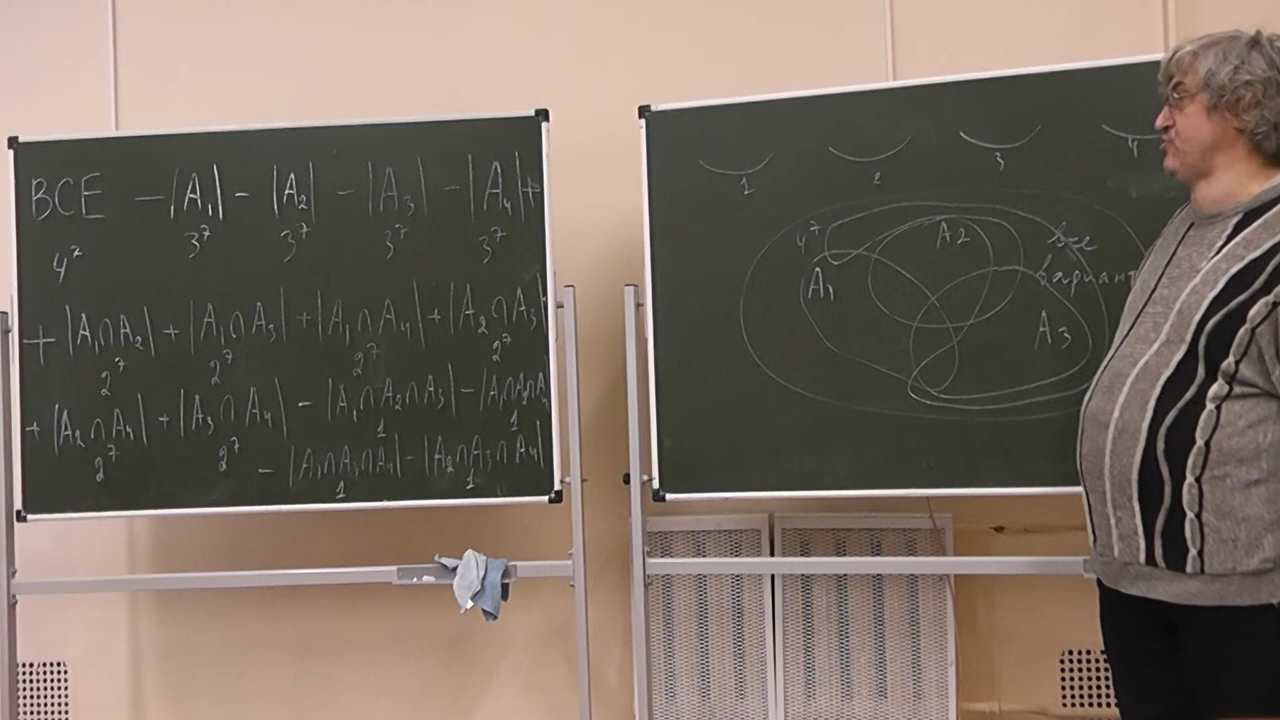 ВСЕ - |A₁| - |A₂| - |A₃| - |A₄| +
4⁷ 3⁷ 3⁷ 3⁷ 3⁷
+ |A₁∩A₂| + |A₁∩A₃| + |A₁∩A₄| + |A₂∩A₃|
2⁷ 2⁷ 2⁷ 2⁷
+ |A₂∩A₄| + |A₃∩A₄| - |A₁∩A₂∩A₃| - |A₁∩A₂∩A₄
2⁷ 2⁷ 1 1
- |A₁∩A₃∩A₄| - |A₂∩A₃∩A₄|
1 1
1 2 3 4
4⁷ A₂ все
A₁ вариант
A₃